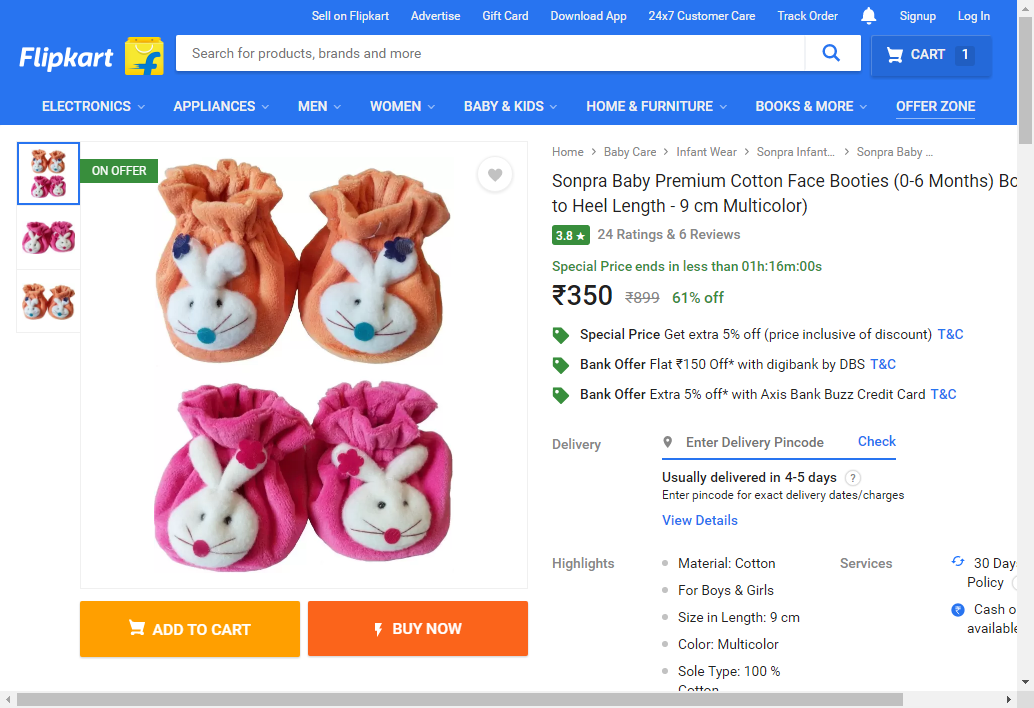 Sell on Flipkart Advertise Gift Card Download App 24x7 Customer Care Track Order Signup Log In
Flipkart
Search for products, brands and more
CART 1
ELECTRONICS APPLIANCES MEN WOMEN BABY & KIDS HOME & FURNITURE BOOKS & MORE OFFER ZONE
ON OFFER
Home > Baby Care > Infant Wear > Sonpra Infant... > Sonpra Baby ...
Sonpra Baby Premium Cotton Face Booties (0-6 Months) Bo
to Heel Length - 9 cm Multicolor)
3.8 ★ 24 Ratings & 6 Reviews
Special Price ends in less than 01h:16m:00s
₹350 ₹899 61% off
Special Price Get extra 5% off (price inclusive of discount) T&C
Bank Offer Flat ₹150 Off* with digibank by DBS T&C
Bank Offer Extra 5% off* with Axis Bank Buzz Credit Card T&C
Delivery
Enter Delivery Pincode Check
Usually delivered in 4-5 days ?
Enter pincode for exact delivery dates/charges
View Details
Highlights
Material: Cotton
For Boys & Girls
Size in Length: 9 cm
Color: Multicolor
Sole Type: 100 %
Cotton
Services
30 Day
Policy
Cash o
available
ADD TO CART
BUY NOW